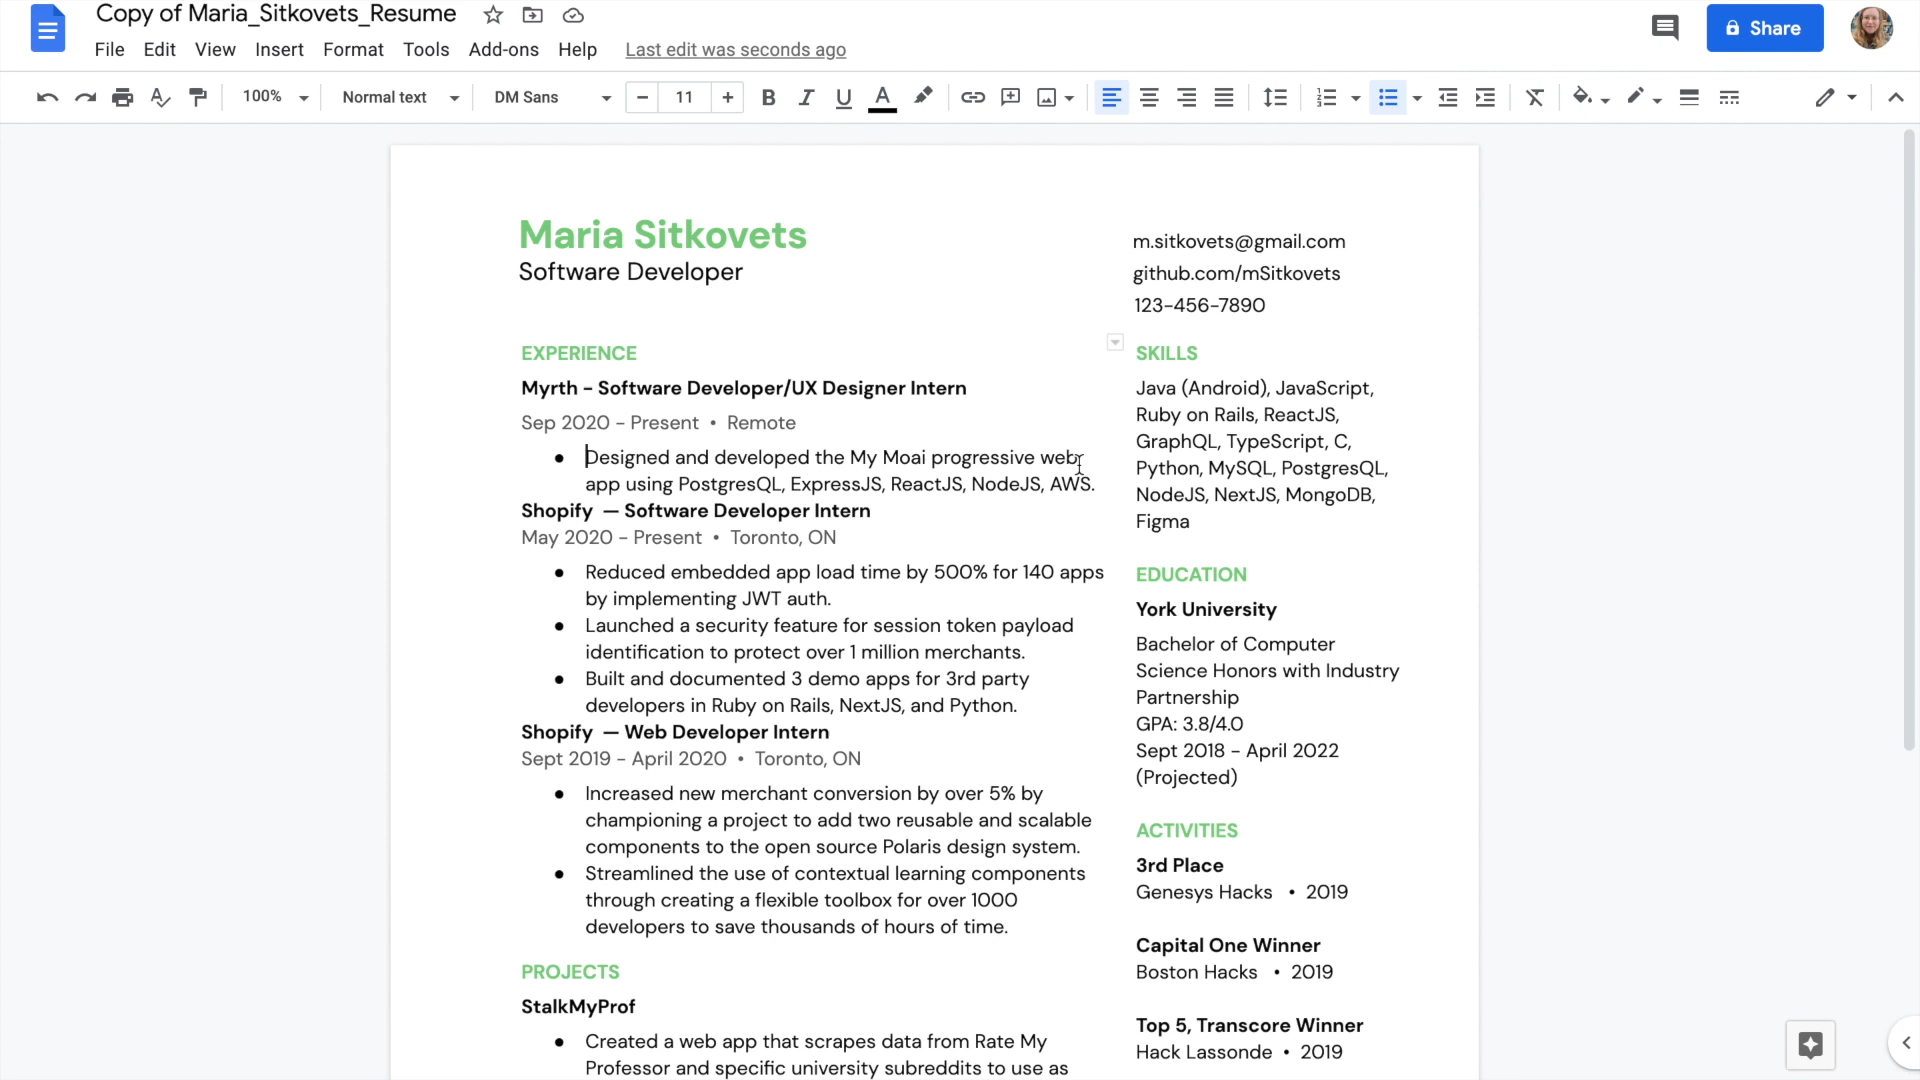 Copy of Maria_Sitkovets_Resume
File Edit View Insert Format Tools Add-ons Help Last edit was seconds ago
Share
100% Normal text DM Sans 11
Maria Sitkovets
Software Developer
m.sitkovets@gmail.com
github.com/mSitkovets
123-456-7890
EXPERIENCE
Myrth - Software Developer/UX Designer Intern
Sep 2020 - Present • Remote
● Designed and developed the My Moai progressive web
app using PostgresQL, ExpressJS, ReactJS, NodeJS, AWS.
Shopify — Software Developer Intern
May 2020 - Present • Toronto, ON
● Reduced embedded app load time by 500% for 140 apps
by implementing JWT auth.
● Launched a security feature for session token payload
identification to protect over 1 million merchants.
● Built and documented 3 demo apps for 3rd party
developers in Ruby on Rails, NextJS, and Python.
Shopify — Web Developer Intern
Sept 2019 - April 2020 • Toronto, ON
● Increased new merchant conversion by over 5% by
championing a project to add two reusable and scalable
components to the open source Polaris design system.
● Streamlined the use of contextual learning components
through creating a flexible toolbox for over 1000
developers to save thousands of hours of time.
PROJECTS
StalkMyProf
● Created a web app that scrapes data from Rate My
Professor and specific university subreddits to use as
SKILLS
Java (Android), JavaScript,
Ruby on Rails, ReactJS,
GraphQL, TypeScript, C,
Python, MySQL, PostgresQL,
NodeJS, NextJS, MongoDB,
Figma
EDUCATION
York University
Bachelor of Computer
Science Honors with Industry
Partnership
GPA: 3.8/4.0
Sept 2018 - April 2022
(Projected)
ACTIVITIES
3rd Place
Genesys Hacks • 2019
Capital One Winner
Boston Hacks • 2019
Top 5, Transcore Winner
Hack Lassonde • 2019